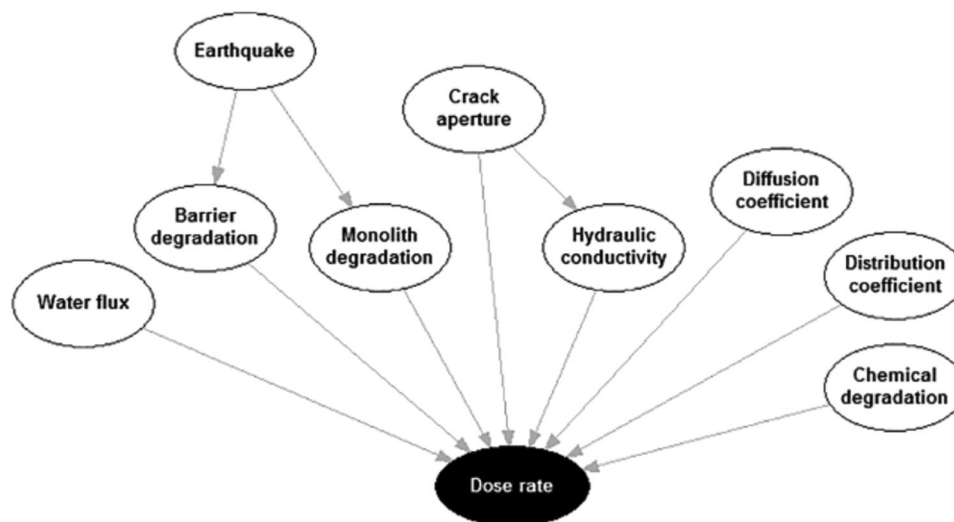 Earthquake
Crack
aperture
Diffusion
coefficient
Barrier
degradation
Monolith
degradation
Hydraulic
conductivity
Distribution
coefficient
Water flux
Chemical
degradation
Dose rate